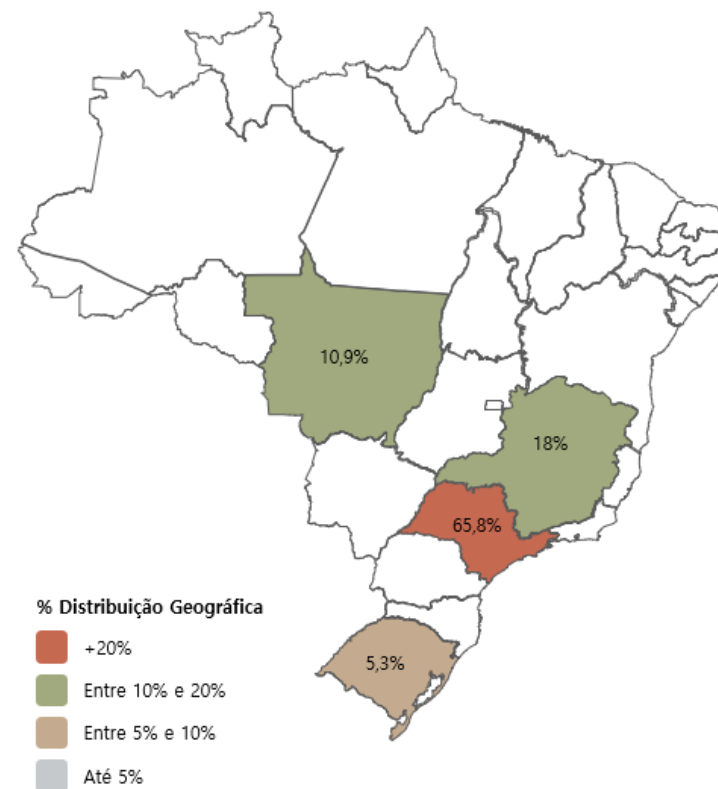 10,9%
18%
65,8%
5,3%
% Distribuição Geográfica
+20%
Entre 10% e 20%
Entre 5% e 10%
Até 5%